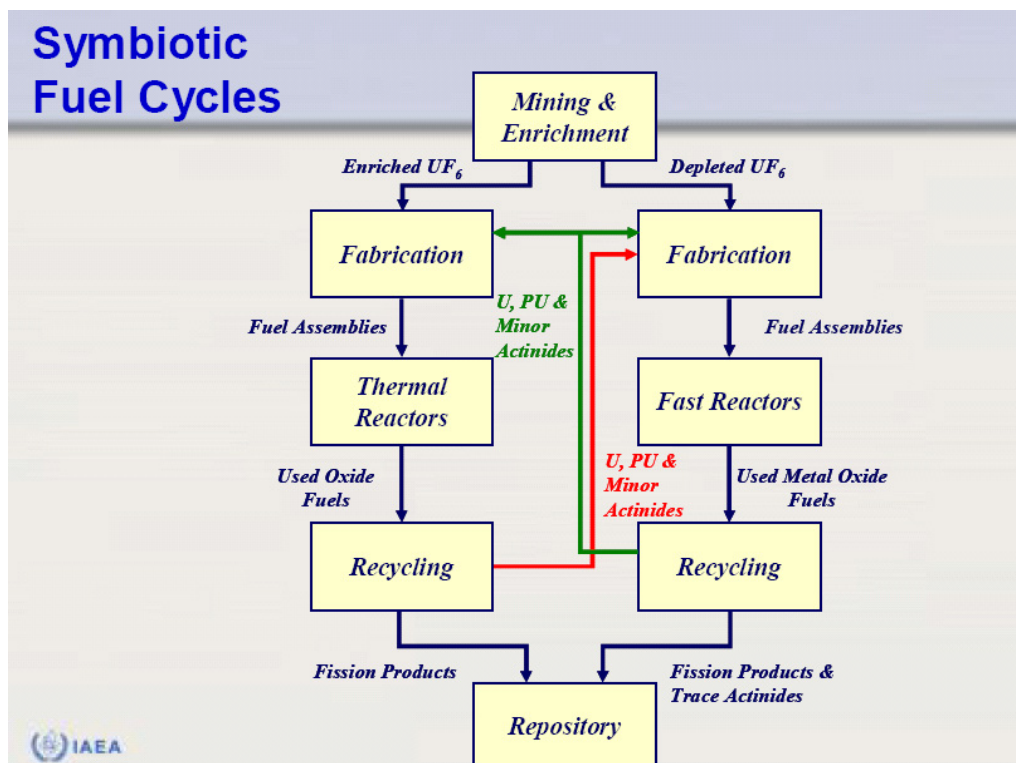 Symbiotic
Fuel Cycles
Mining &
Enrichment
Enriched UF6
Depleted UF6
Fabrication
Fabrication
U, PU &
Minor
Actinides
Fuel Assemblies
Fuel Assemblies
Thermal
Reactors
Fast Reactors
Used Oxide
Fuels
U, PU &
Minor
Actinides
Used Metal Oxide
Fuels
Recycling
Recycling
Fission Products
Fission Products &
Trace Actinides
Repository
IAEA